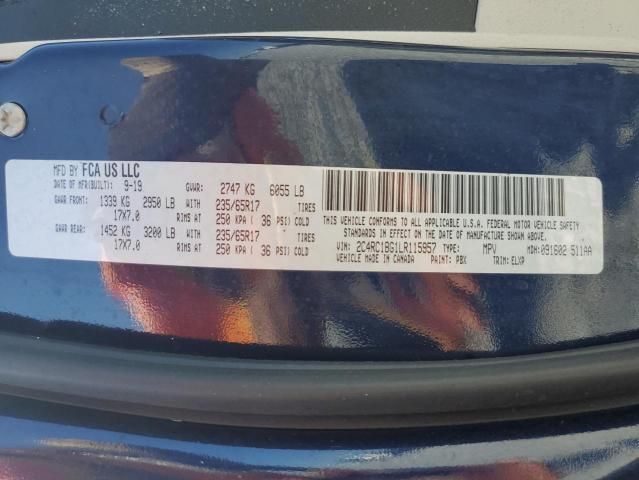 MFD BY FCA US LLC
DATE OF MFR(BUILT): 9-19 GVWR: 2747 KG 6055 LB
GAWR FRONT: 1339 KG 2950 LB WITH 235/65R17 TIRES
17X7.0 RIMS AT 250 KPA ( 36 PSI) COLD
GAWR REAR: 1452 KG 3200 LB WITH 235/65R17 TIRES
17X7.0 RIMS AT 250 KPA ( 36 PSI) COLD
THIS VEHICLE CONFORMS TO ALL APPLICABLE U.S.A. FEDERAL MOTOR VEHICLE SAFETY
STANDARDS IN EFFECT ON THE DATE OF MANUFACTURE SHOWN ABOVE.
VIN: 2C4RC1BG1LR115957 MPV MDH: 091602 511AA
VEHICLE MADE IN CANADA PAINT: PBX TRIM: ELXP